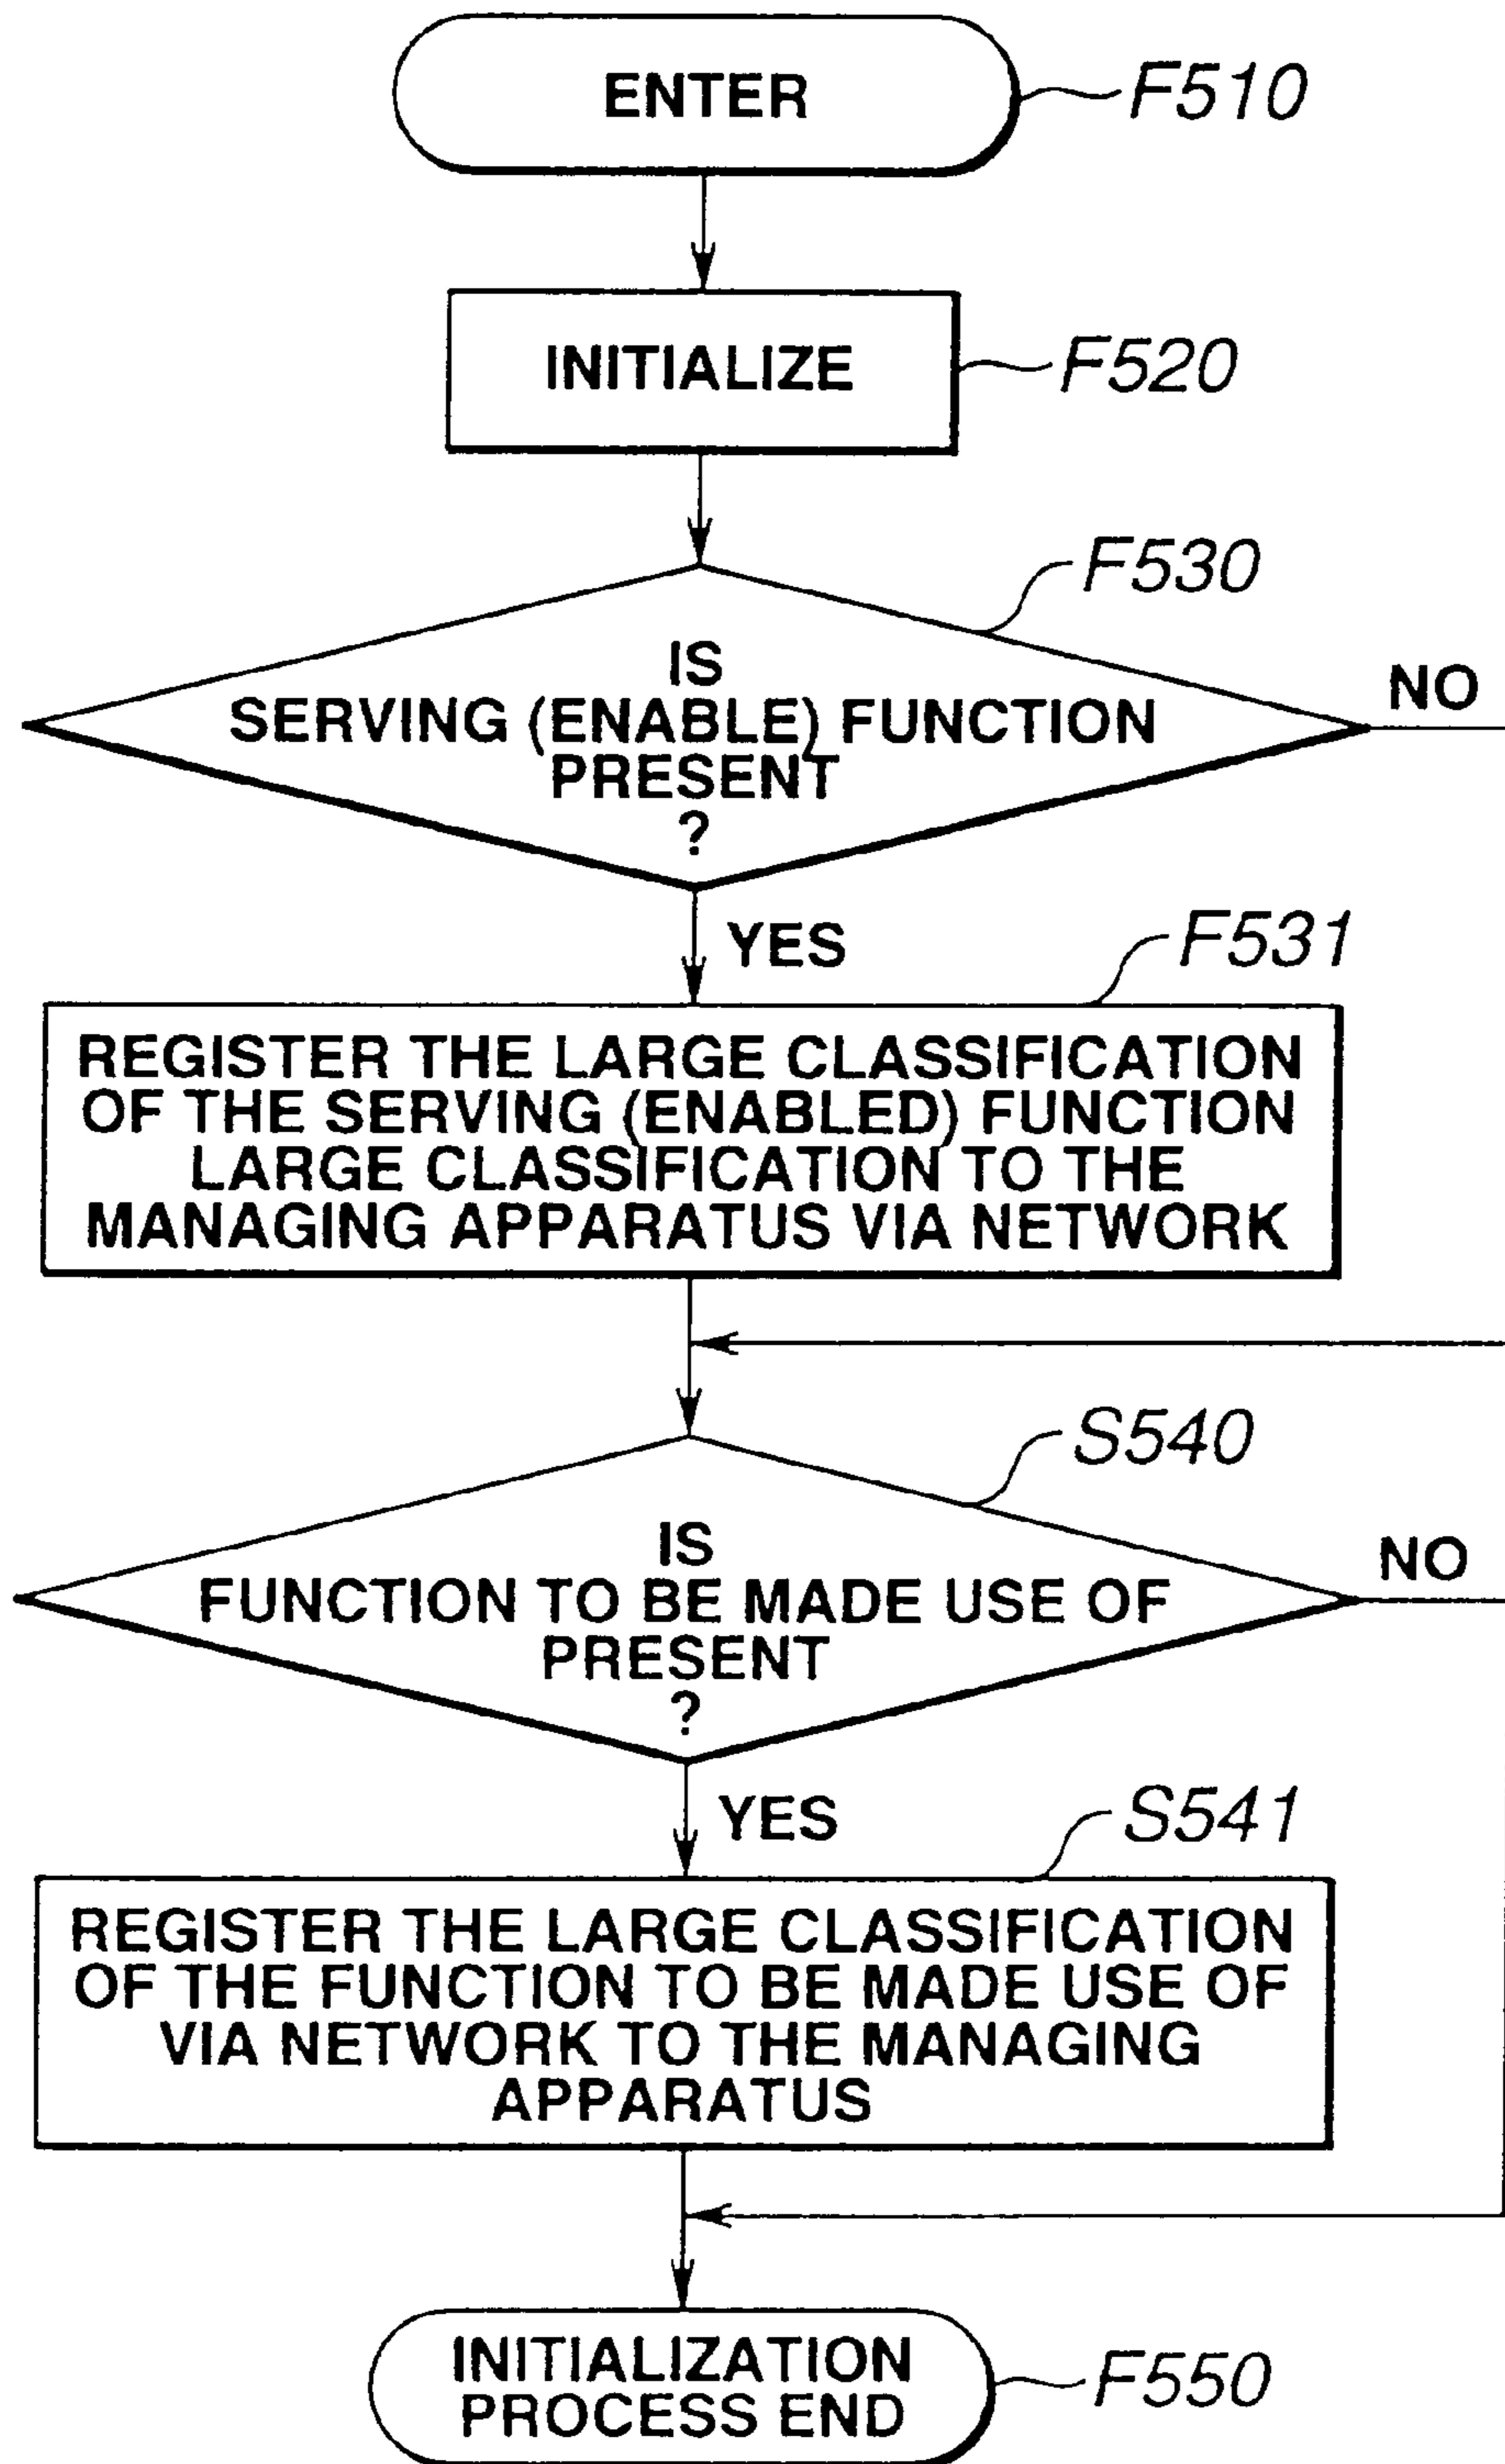 ENTER
F510
INITIALIZE
F520
F530
IS
SERVING (ENABLE) FUNCTION
PRESENT
?
NO
YES
F531
REGISTER THE LARGE CLASSIFICATION
OF THE SERVING (ENABLED) FUNCTION
LARGE CLASSIFICATION TO THE
MANAGING APPARATUS VIA NETWORK
S540
IS
FUNCTION TO BE MADE USE OF
PRESENT
?
NO
YES
S541
REGISTER THE LARGE CLASSIFICATION
OF THE FUNCTION TO BE MADE USE OF
VIA NETWORK TO THE MANAGING
APPARATUS
INITIALIZATION
PROCESS END
F550